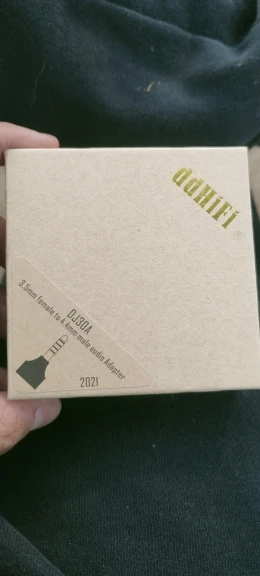 ddHiFi
DJ30A
3.5mm female to 4.4mm male audio Adapter
2021